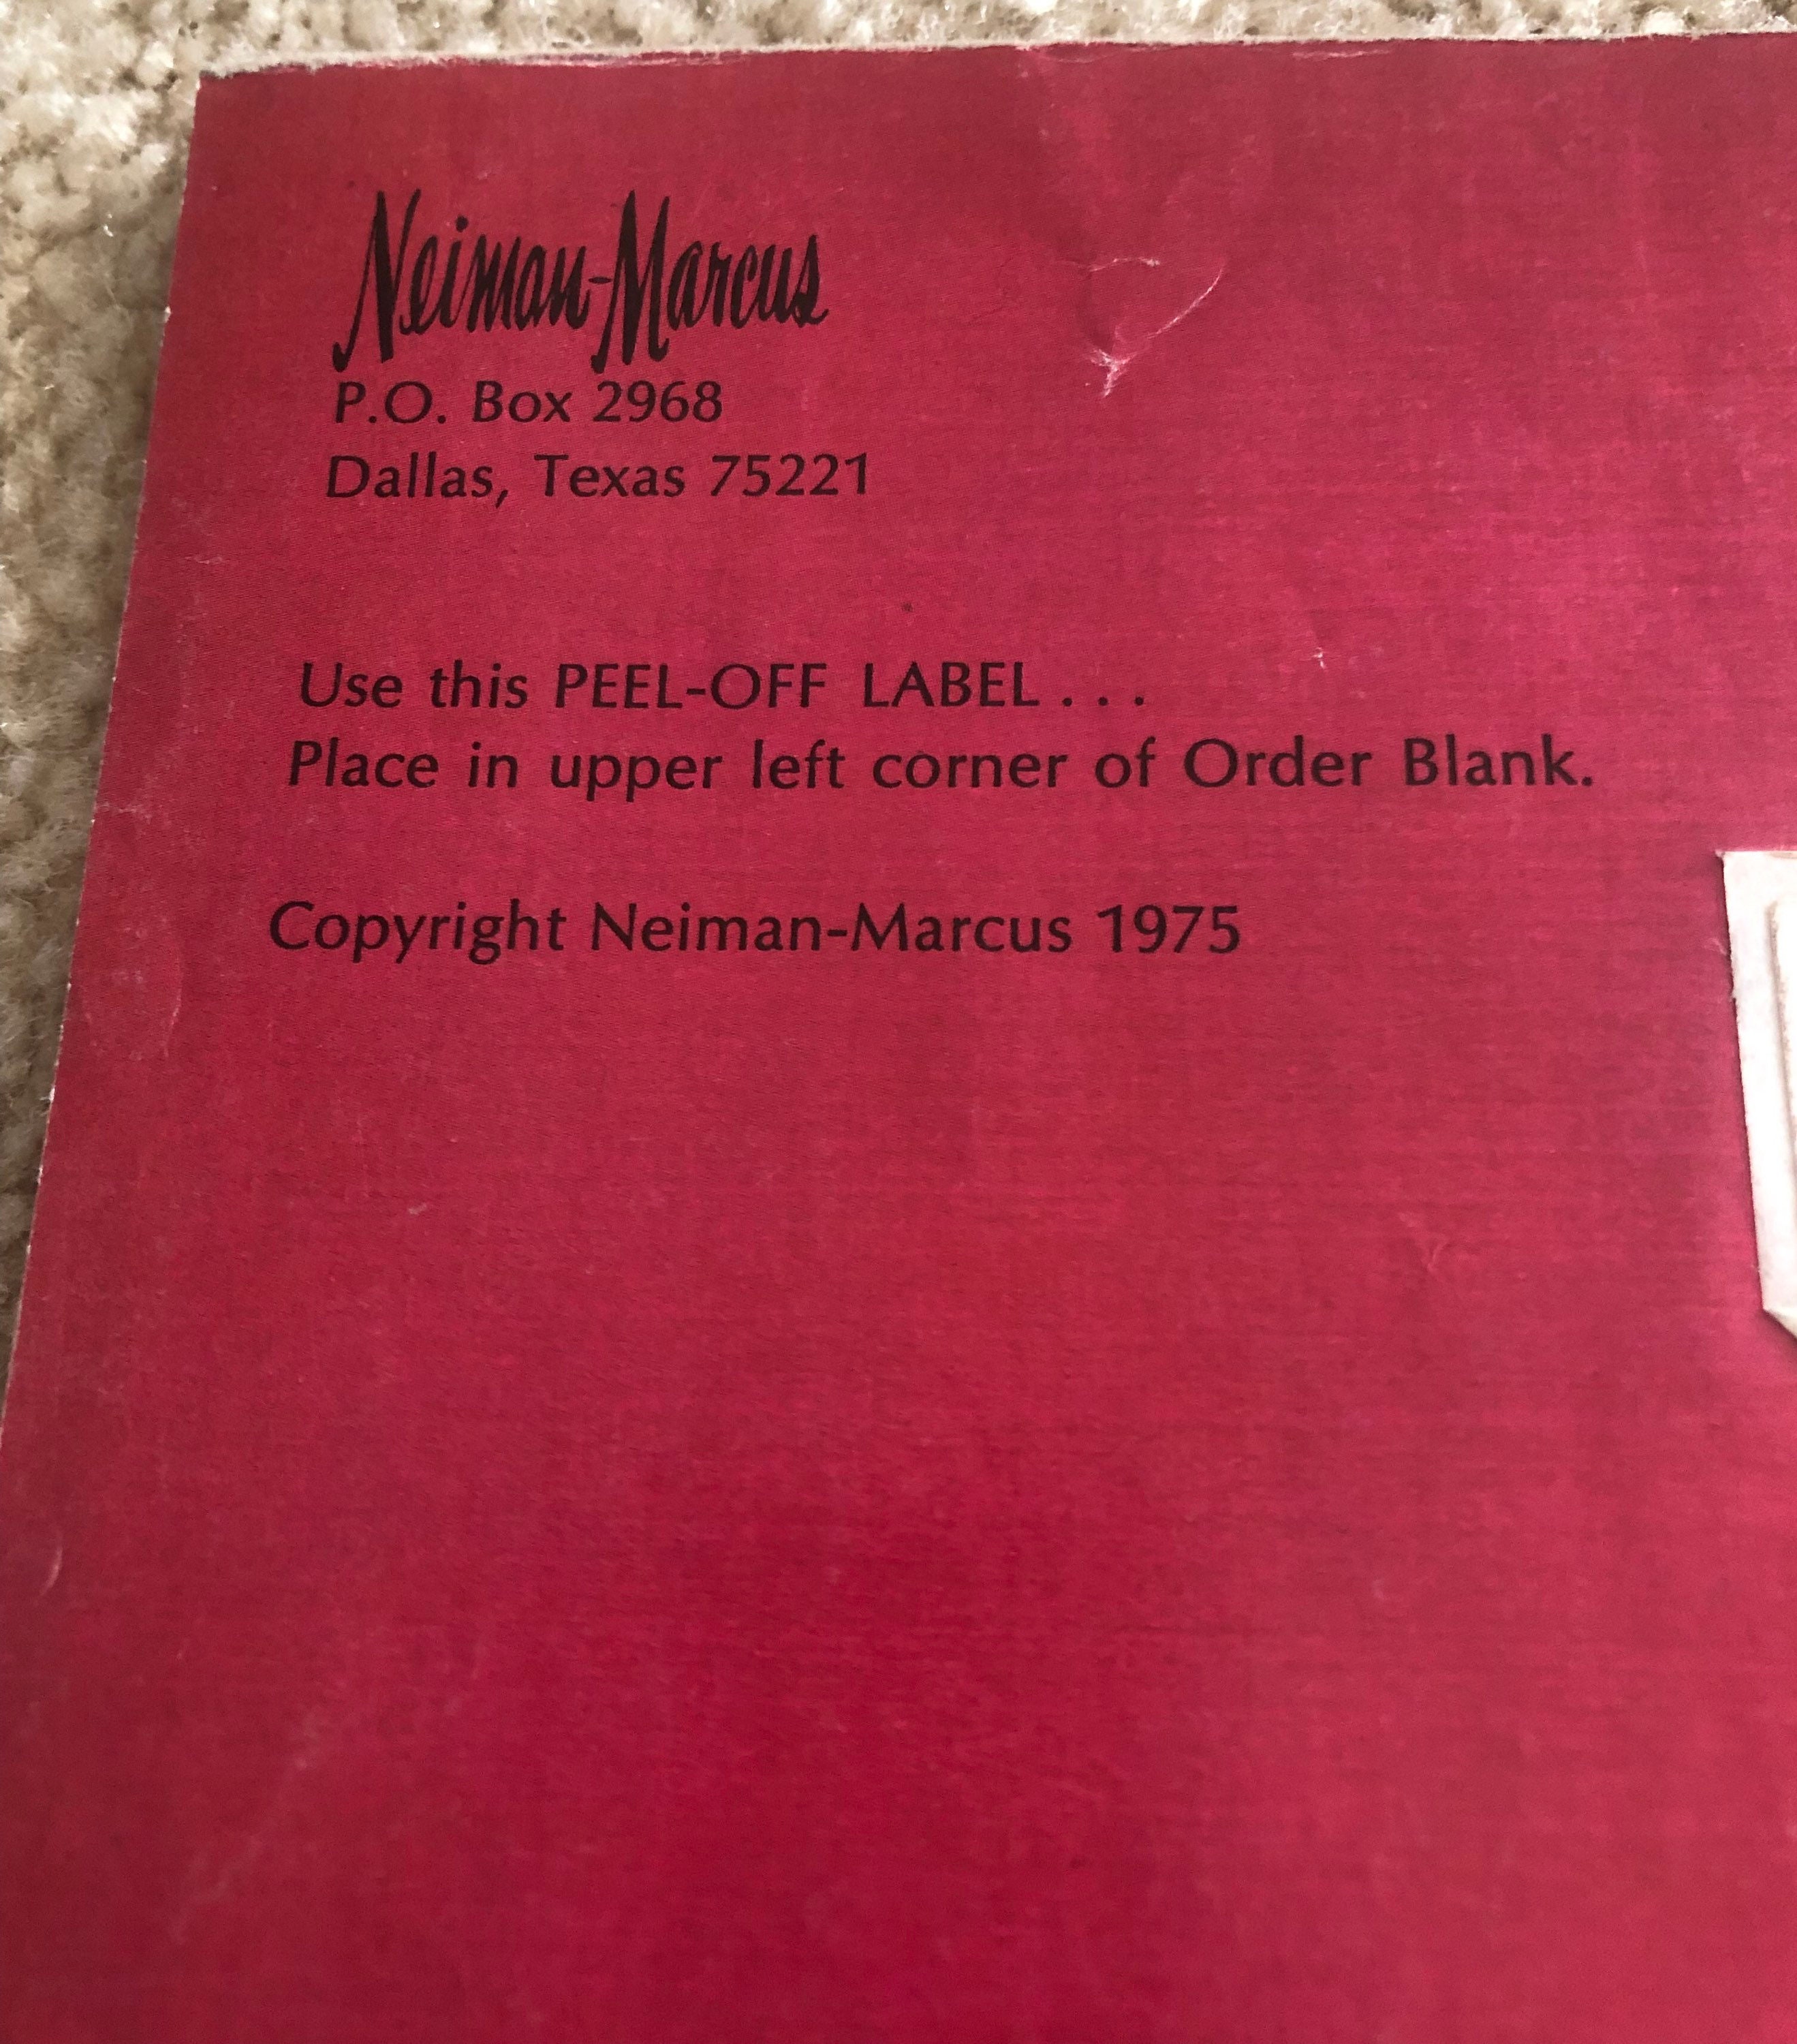 Neiman-Marcus
P.O. Box 2968
Dallas, Texas 75221
Use this PEEL-OFF LABEL . . .
Place in upper left corner of Order Blank.
Copyright Neiman-Marcus 1975